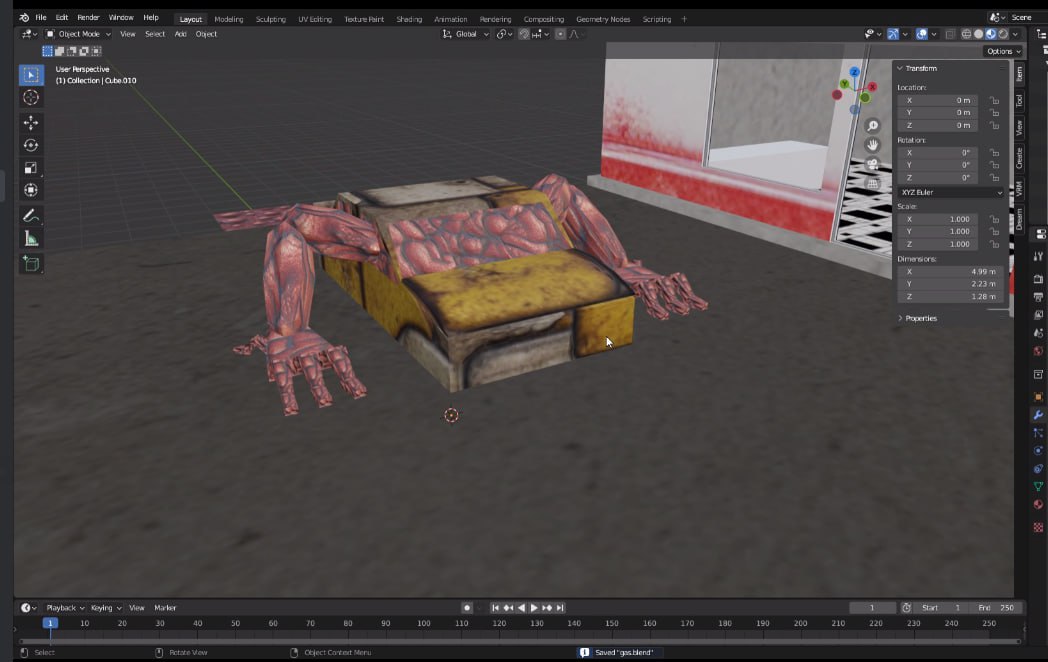 File Edit Render Window Help Layout Modeling Sculpting UV Editing Texture Paint Shading Animation Rendering Compositing Geometry Nodes Scripting + Scene
Object Mode View Select Add Object Global
Options
User Perspective
(1) Collection | Cube.010
Transform
Location:
X 0 m
Y 0 m
Z 0 m
Rotation:
X 0°
Y 0°
Z 0°
XYZ Euler
Scale:
X 1.000
Y 1.000
Z 1.000
Dimensions:
X 4.99 m
Y 2.23 m
Z 1.28 m
Properties
Item
Tool
View
Create
VRM
Dream
Z
Y
X
Playback Keying View Marker 1 Start 1 End 250
1 10 20 30 40 50 60 70 80 90 100 110 120 130 140 150 160 170 180 190 200 210 220 230 240 250
Select Rotate View Object Context Menu Saved "gas.blend"